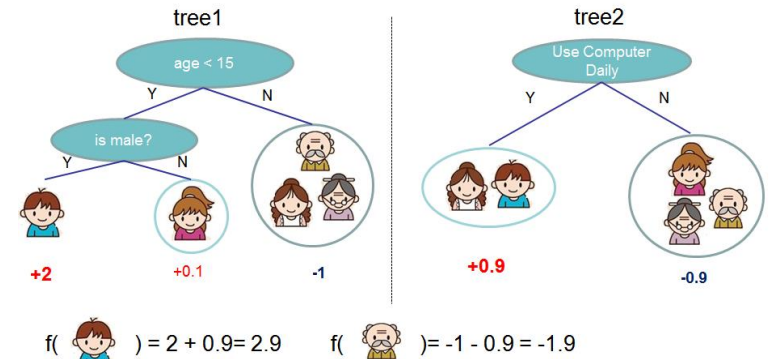 tree1
age < 15
Y
N
is male?
Y
N
+2
+0.1
-1
tree2
Use Computer
Daily
Y
N
+0.9
-0.9
f( ) = 2 + 0.9= 2.9
f( )= -1 - 0.9 = -1.9